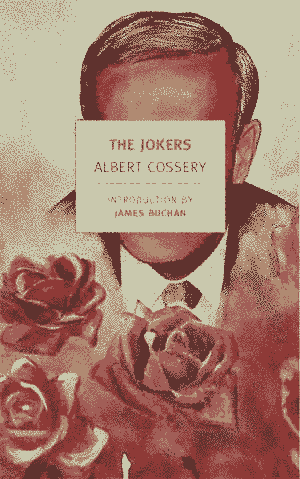 THE JOKERS
ALBERT COSSERY
INTRODUCTION BY
JAMES BUCHAN